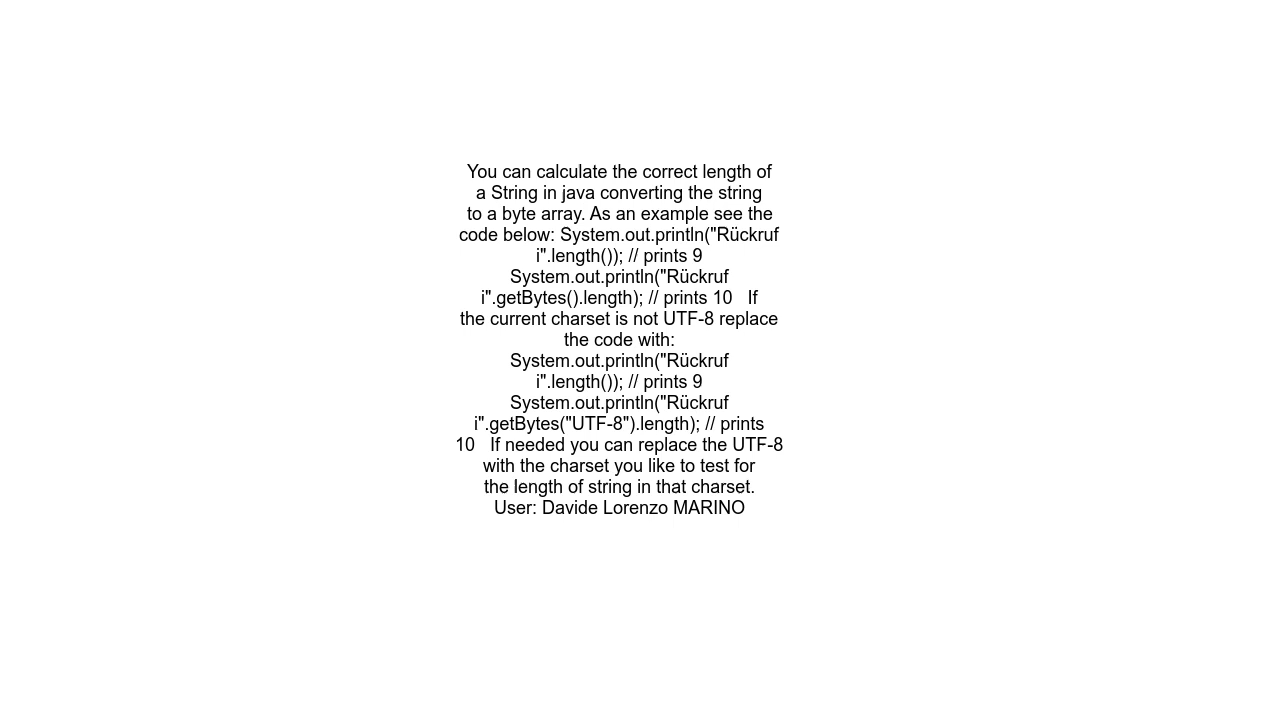 You can calculate the correct length of
a String in java converting the string
to a byte array. As an example see the
code below: System.out.println("Rückruf
i".length()); // prints 9
System.out.println("Rückruf
i".getBytes().length); // prints 10   If
the current charset is not UTF-8 replace
the code with:
System.out.println("Rückruf
i".length()); // prints 9
System.out.println("Rückruf
i".getBytes("UTF-8").length); // prints
10   If needed you can replace the UTF-8
with the charset you like to test for
the length of string in that charset.
User: Davide Lorenzo MARINO